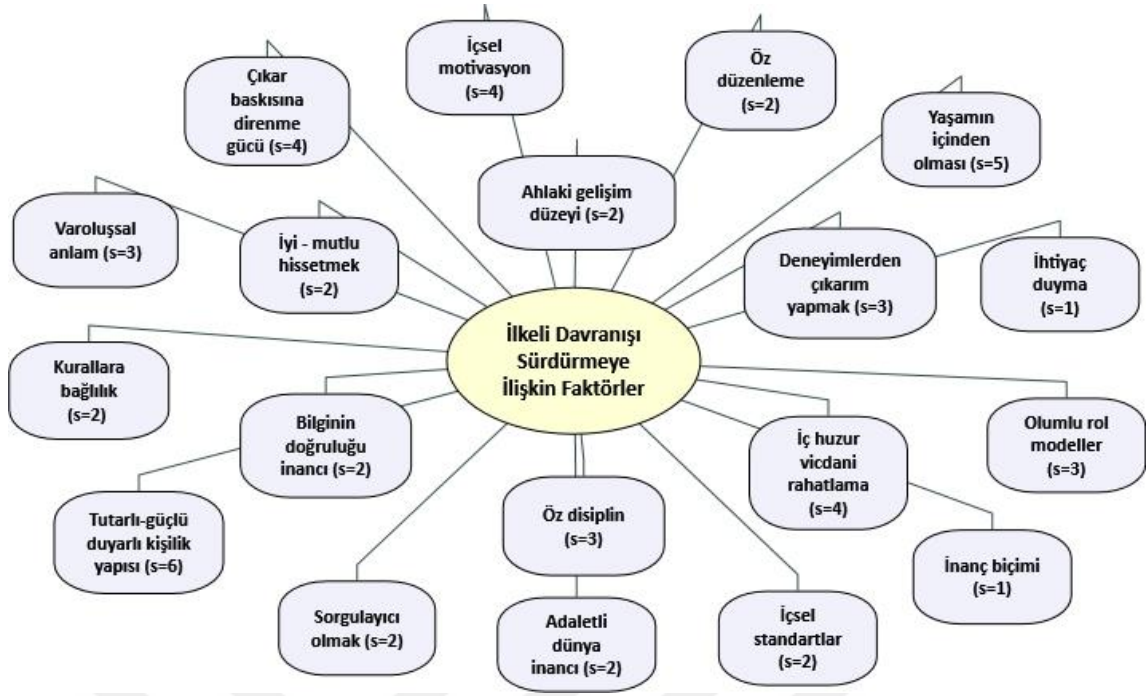 İçsel
motivasyon
(s=4)
Öz
düzenleme
(s=2)
Çıkar
baskısına
direnme
gücü (s=4)
Yaşamın
içinden
olması (s=5)
Ahlaki gelişim
düzeyi (s=2)
Varoluşsal
anlam (s=3)
İyi - mutlu
hissetmek
(s=2)
Deneyimlerden
çıkarım
yapmak (s=3)
İhtiyaç
duyma
(s=1)
İlkeli Davranışı
Sürdürmeye
İlişkin Faktörler
Kurallara
bağlılık
(s=2)
Bilginin
doğruluğu
inancı (s=2)
İç huzur
vicdani
rahatlama
(s=4)
Olumlu rol
modeller
(s=3)
Tutarlı-güçlü
duyarlı kişilik
yapısı (s=6)
Öz disiplin
(s=3)
İnanç biçimi
(s=1)
Sorgulayıcı
olmak (s=2)
Adaletli
dünya
inancı (s=2)
İçsel
standartlar
(s=2)